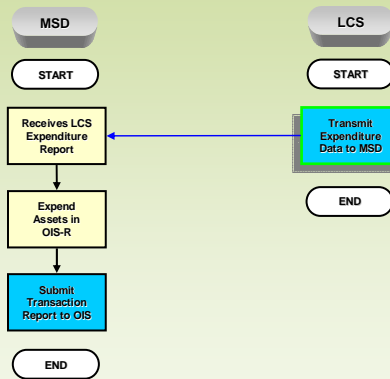 MSD
START
Receives LCS
Expenditure
Report
Expend
Assets in
OIS-R
Submit
Transaction
Report to OIS
END
LCS
START
Transmit
Expenditure
Data to MSD
END